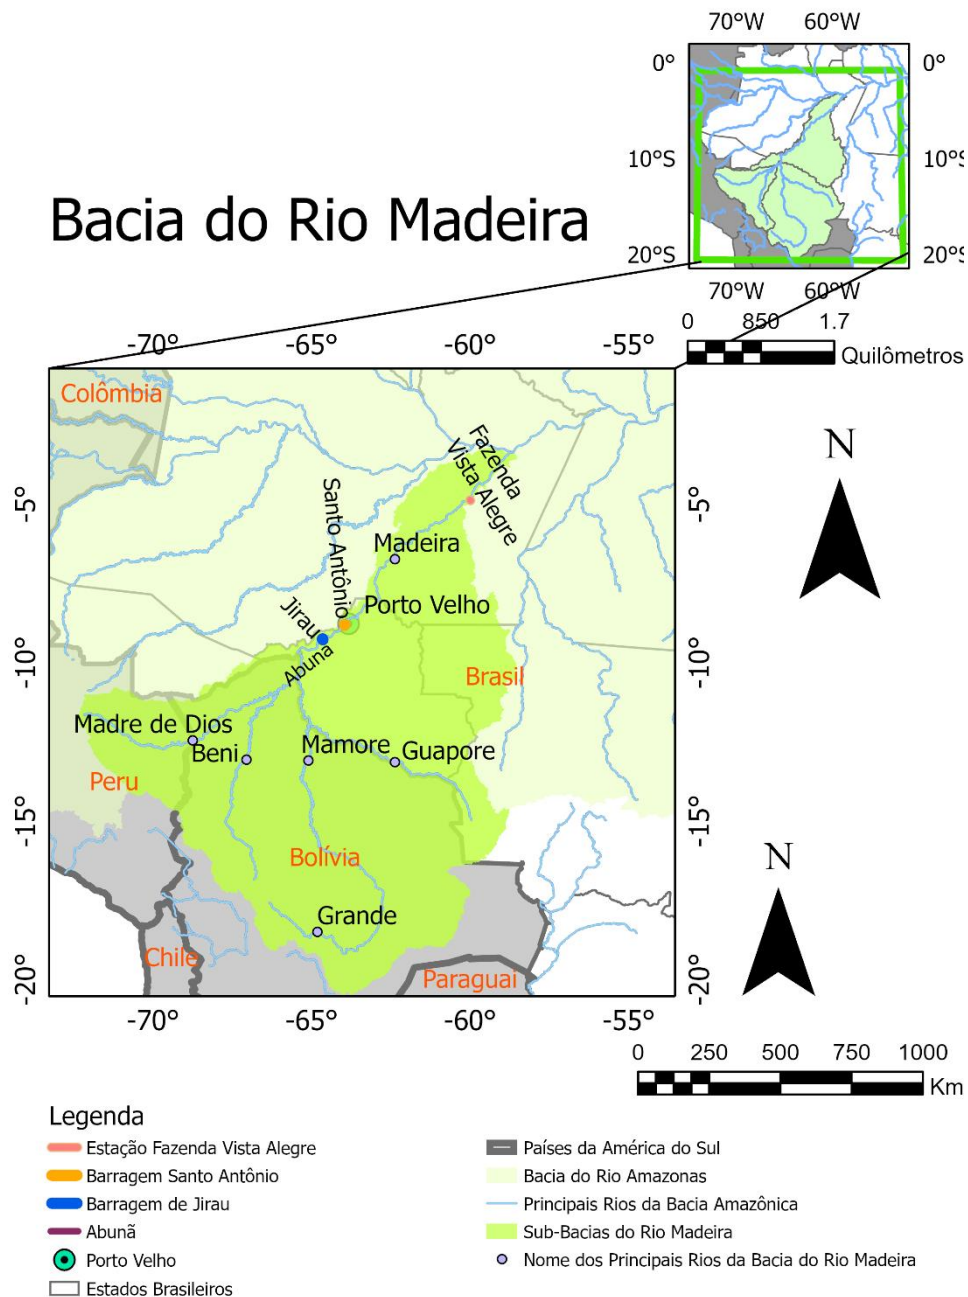 70°W 60°W
0° 0°
10°S 10°S
20°S 20°S
70°W 60°W
Bacia do Rio Madeira
0 850 1.7
Quilômetros
-70° -65° -60° -55°
Colômbia
N
Fazenda
Vista Alegre
-5° -5°
Santo Antônio
Madeira
Jirau
Porto Velho
Abuna
-10° -10°
Brasil
Madre de Dios
Beni
Mamore
Guapore
Peru
-15° -15°
Bolívia
N
Grande
Chile
Paraguai
-20° -20°
-70° -65° -60° -55°
0 250 500 750 1000
Km
Legenda
Estação Fazenda Vista Alegre
Barragem Santo Antônio
Barragem de Jirau
Abunã
Porto Velho
Estados Brasileiros
Países da América do Sul
Bacia do Rio Amazonas
Principais Rios da Bacia Amazônica
Sub-Bacias do Rio Madeira
Nome dos Principais Rios da Bacia do Rio Madeira